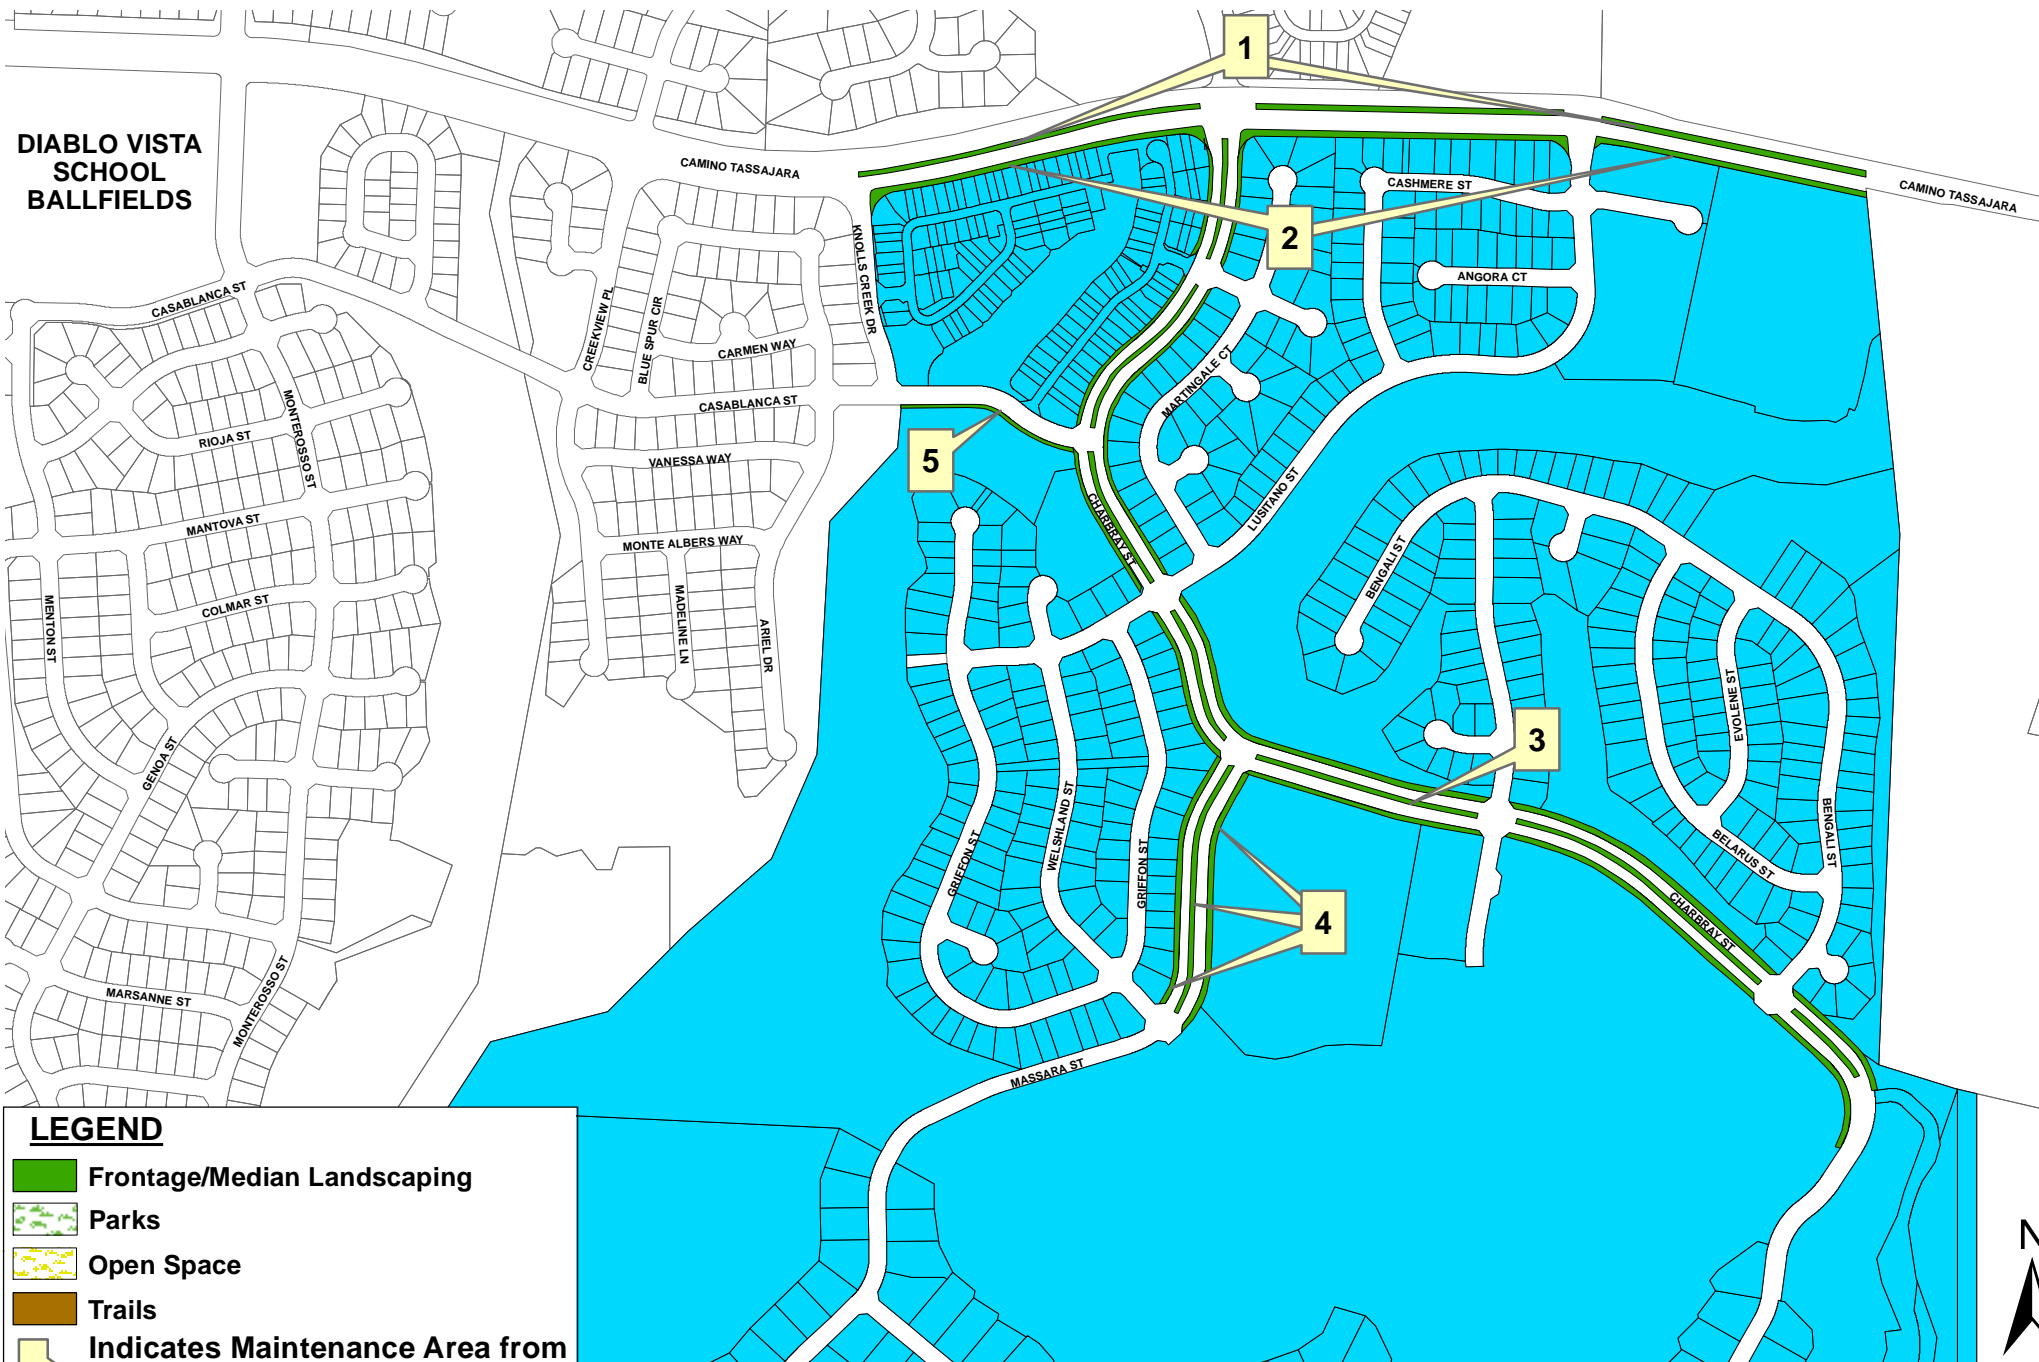 1
DIABLO VISTA
SCHOOL
BALLFIELDS
CAMINO TASSAJARA
CASHMERE ST
CAMINO TASSAJARA
2
KNOLLS CREEK DR
ANGORA CT
CASABLANCA ST
CREEKVIEW PL
BLUE SPUR CIR
CARMEN WAY
MARTINGALE CT
CASABLANCA ST
MONTEROSSO ST
RIOJA ST
VANESSA WAY
5
LUSITANO ST
CHARBRAY ST
MANTOVA ST
MONTE ALBERS WAY
BENGALI ST
MENTON ST
COLMAR ST
MADELINE LN
ARIEL DR
EVOLENE ST
3
GENOA ST
WELSHLAND ST
BENGALI ST
GRIFFON ST
GRIFFON ST
BELARUS ST
4
CHARBRAY ST
MARSANNE ST
MONTEROSSO ST
MASSARA ST
LEGEND
Frontage/Median Landscaping
Parks
Open Space
Trails
Indicates Maintenance Area from
N